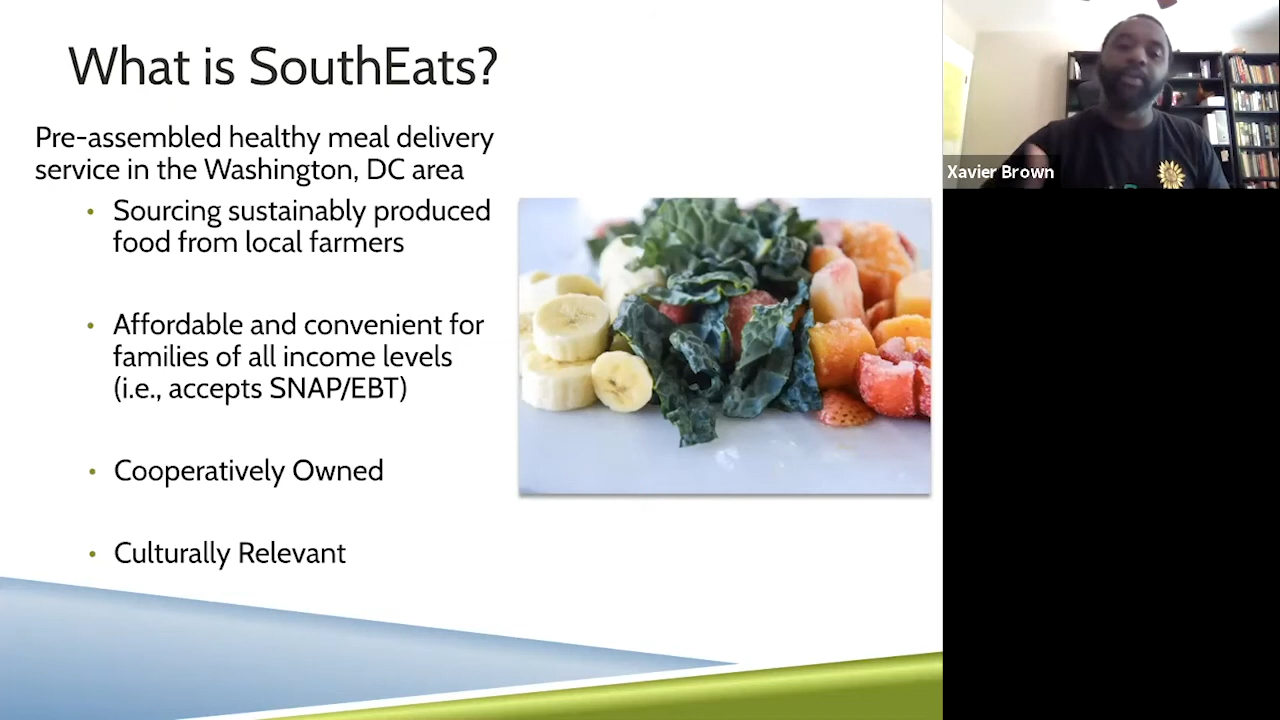 What is SouthEats?
Pre-assembled healthy meal delivery
service in the Washington, DC area
• Sourcing sustainably produced
food from local farmers
• Affordable and convenient for
families of all income levels
(i.e., accepts SNAP/EBT)
• Cooperatively Owned
• Culturally Relevant
Xavier Brown